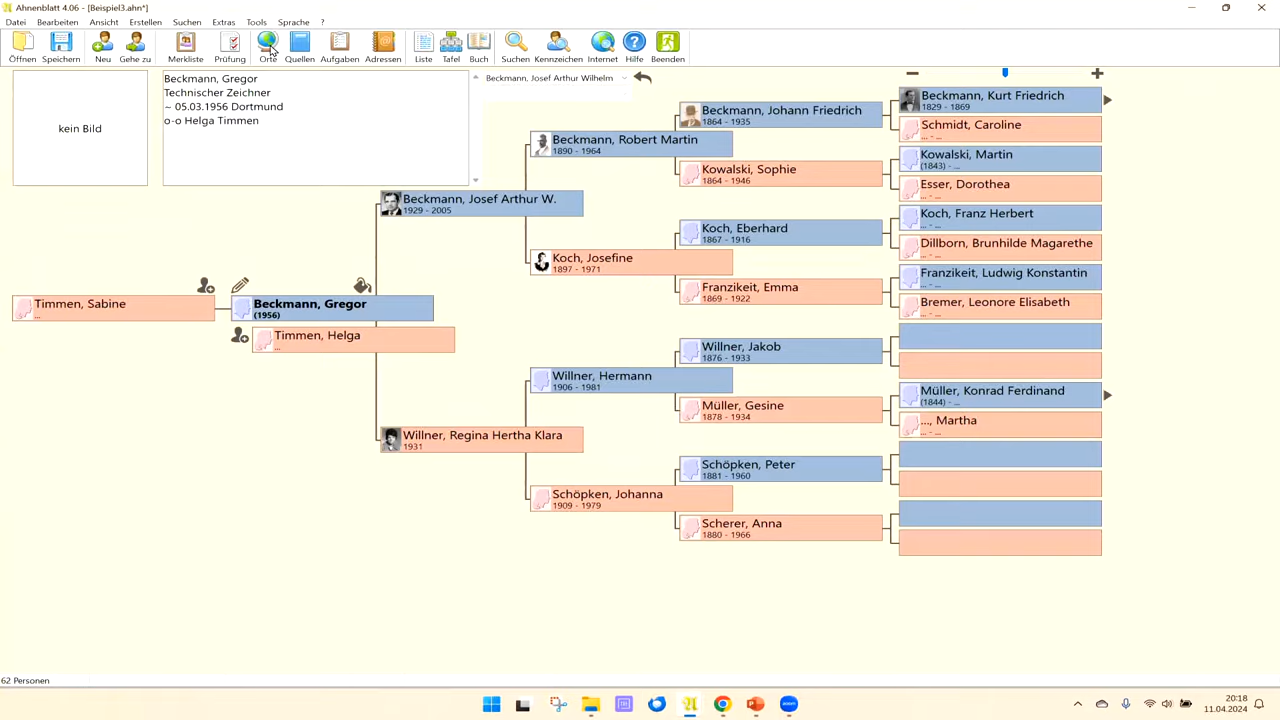 Ahnenblatt 4.06 - [Beispiel3.ahn*]
Datei Bearbeiten Ansicht Erstellen Suchen Extras Tools Sprache ?
Öffnen Speichern Neu Gehe zu Merkliste Prüfung Orte Quellen Aufgaben Adressen Liste Tafel Buch Suchen Kennzeichen Internet Hilfe Beenden
kein Bild
Beckmann, Gregor
Technischer Zeichner
~ 05.03.1956 Dortmund
o-o Helga Timmen
Beckmann, Josef Arthur Wilhelm
Timmen, Sabine
...
Beckmann, Gregor
(1956)
Timmen, Helga
...
Beckmann, Josef Arthur W.
1929 - 2005
Willner, Regina Hertha Klara
1931
Beckmann, Robert Martin
1890 - 1964
Koch, Josefine
1897 - 1971
Willner, Hermann
1906 - 1981
Schöpken, Johanna
1909 - 1979
Beckmann, Johann Friedrich
1864 - 1935
Kowalski, Sophie
1864 - 1946
Koch, Eberhard
1867 - 1916
Franzikeit, Emma
1869 - 1922
Willner, Jakob
1876 - 1933
Müller, Gesine
1878 - 1934
Schöpken, Peter
1881 - 1960
Scherer, Anna
1880 - 1966
Beckmann, Kurt Friedrich
1829 - 1869
Schmidt, Caroline
... - ...
Kowalski, Martin
(1843) - ...
Esser, Dorothea
... - ...
Koch, Franz Herbert
... - ...
Dillborn, Brunhilde Magarethe
... - ...
Franzikeit, Ludwig Konstantin
... - ...
Bremer, Leonore Elisabeth
... - ...
Müller, Konrad Ferdinand
(1844) - ...
..., Martha
... - ...
62 Personen
20:18
11.04.2024